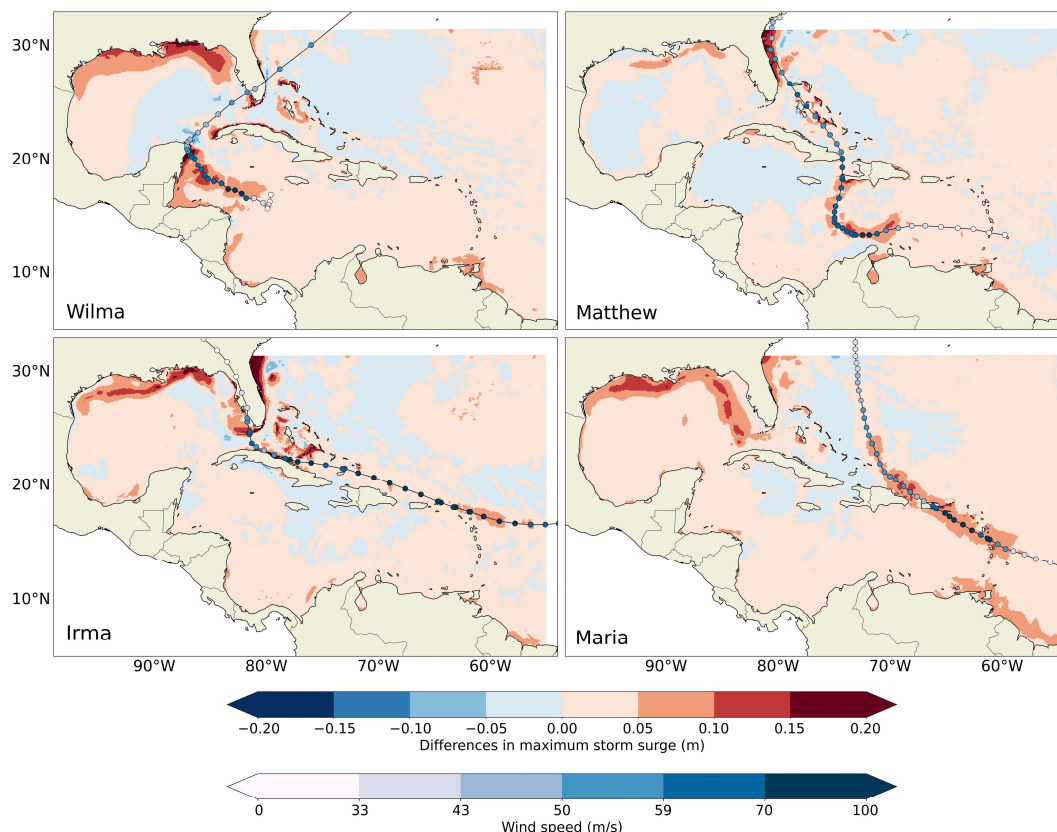 30°N
20°N
10°N
Wilma
Matthew
30°N
20°N
10°N
Irma
Maria
90°W 80°W 70°W 60°W 90°W 80°W 70°W 60°W
−0.20 −0.15 −0.10 −0.05 0.00 0.05 0.10 0.15 0.20
Differences in maximum storm surge (m)
0 33 43 50 59 70 100
Wind speed (m/s)